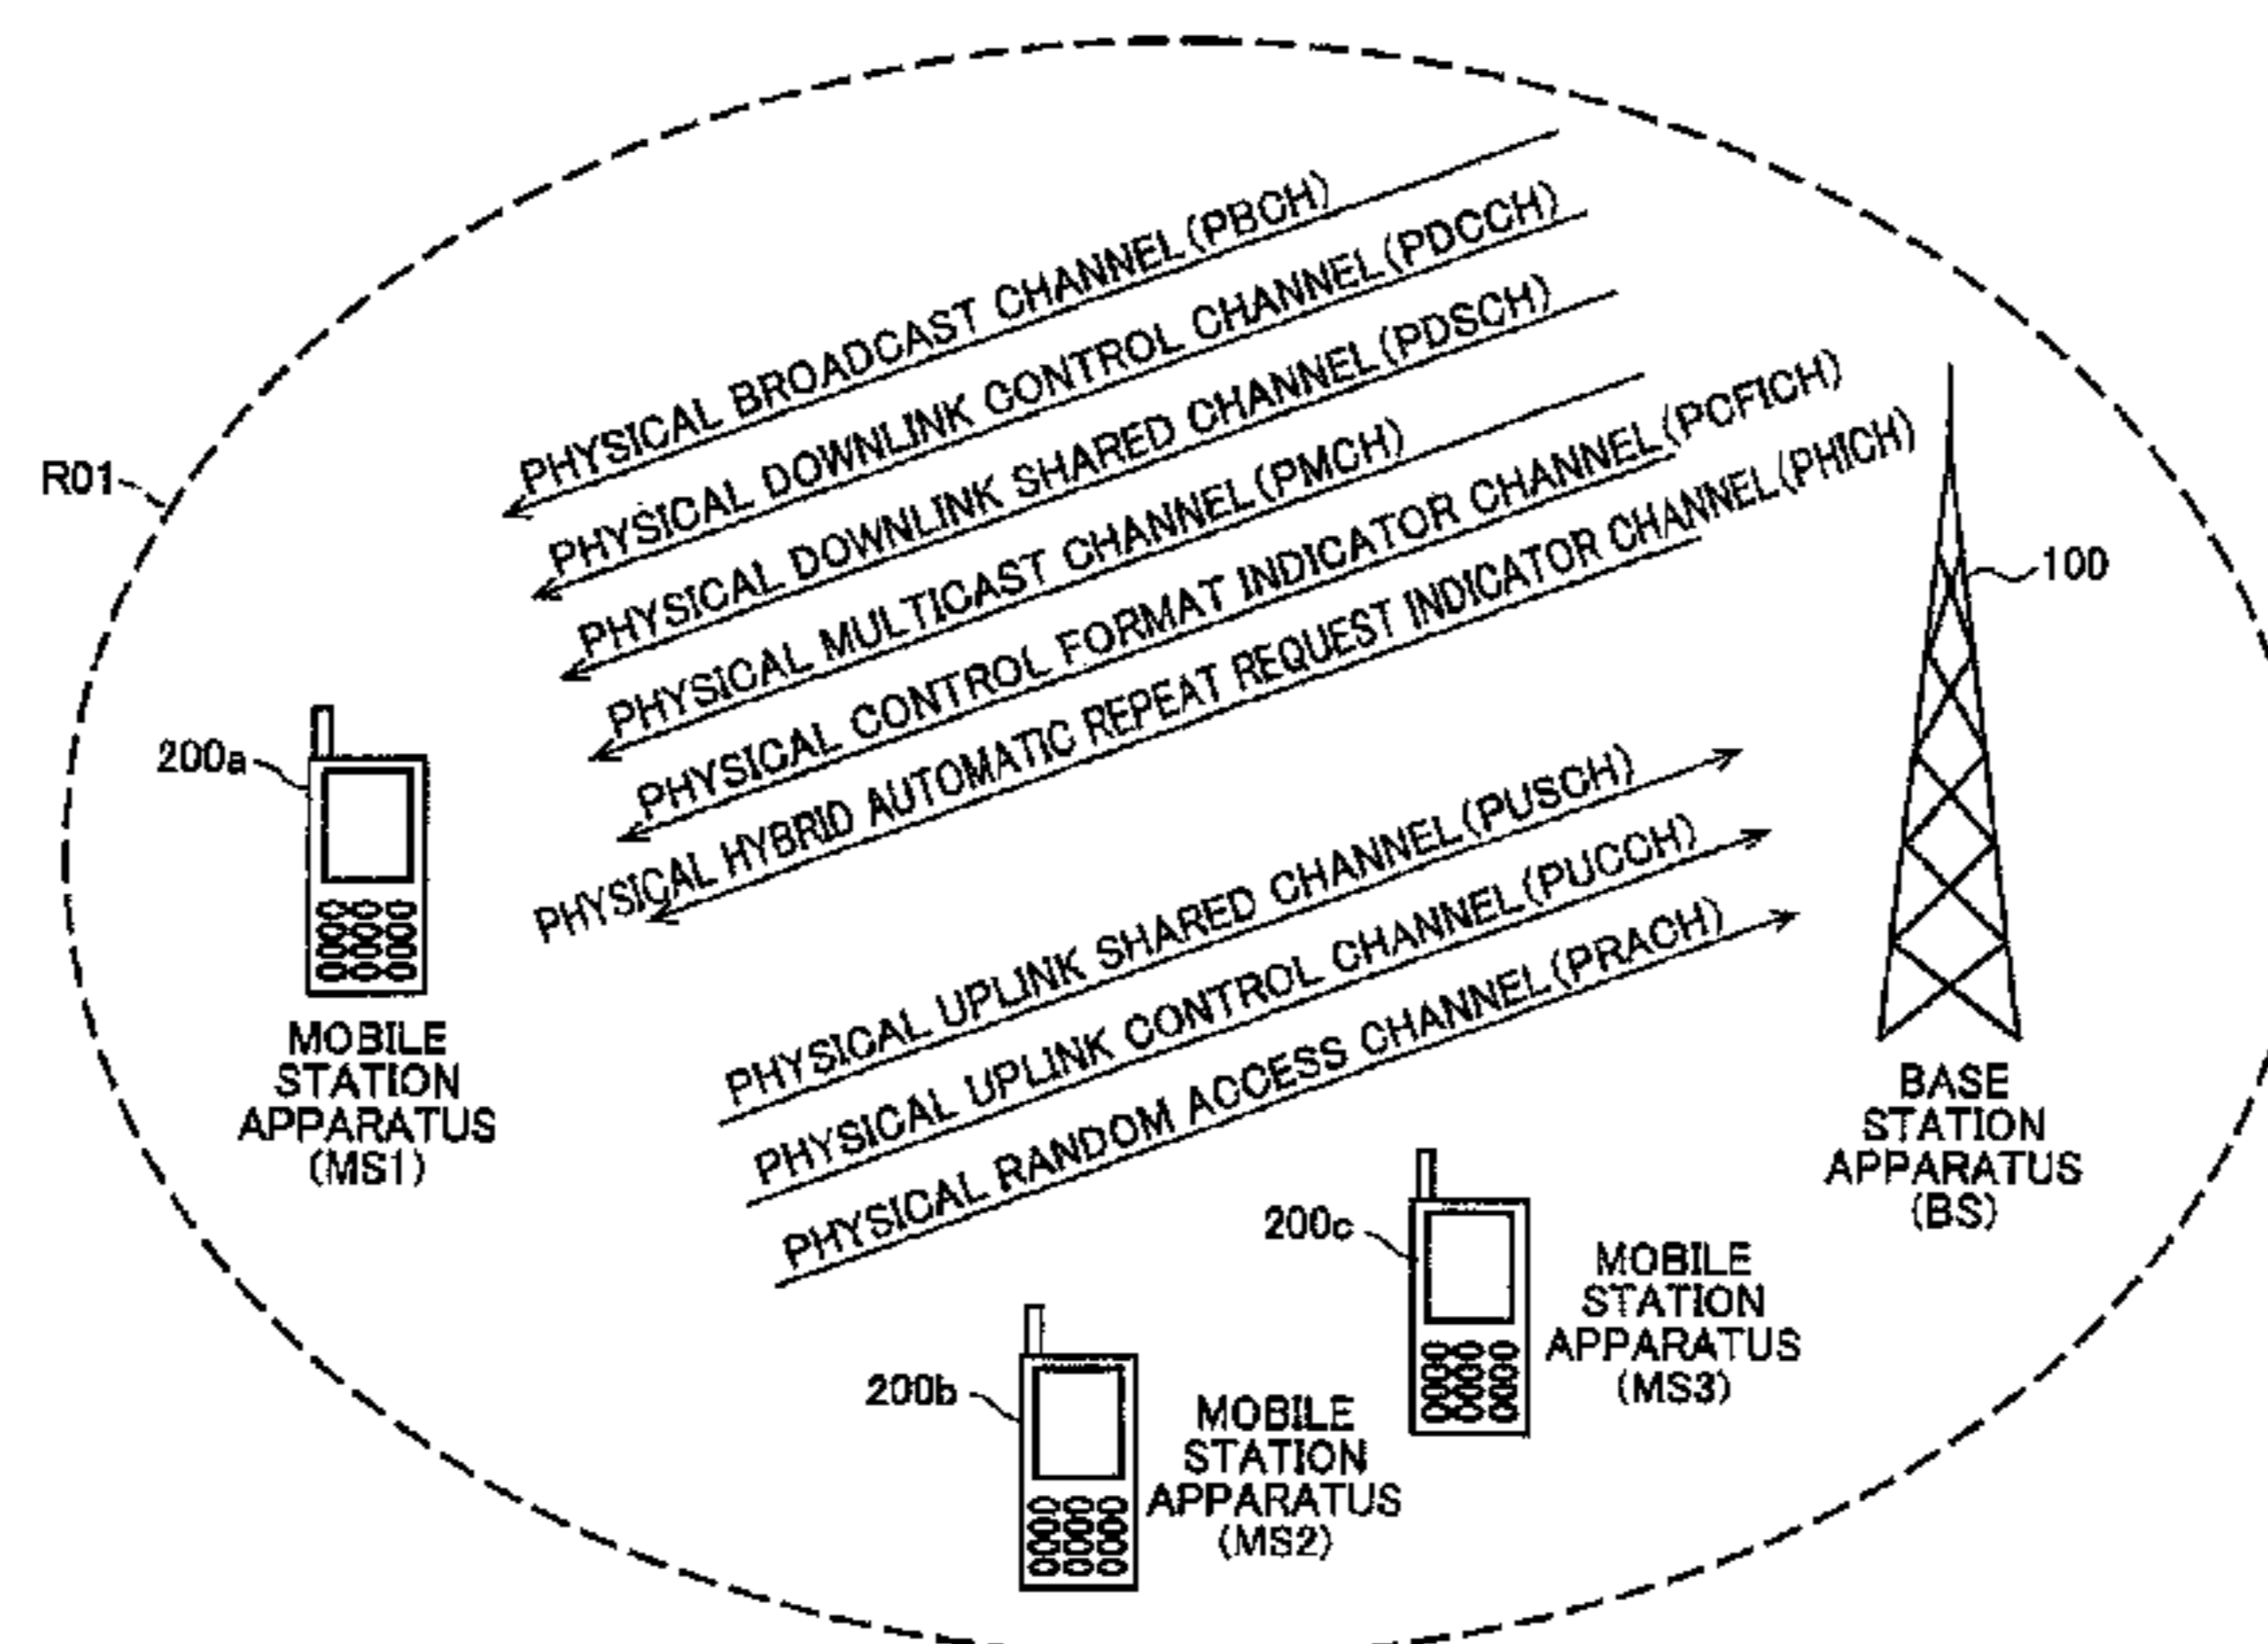 PHYSICAL BROADCAST CHANNEL(PBCH)
PHYSICAL DOWNLINK CONTROL CHANNEL(PDCCH)
PHYSICAL DOWNLINK SHARED CHANNEL(PDSCH)
PHYSICAL MULTICAST CHANNEL(PMCH)
PHYSICAL CONTROL FORMAT INDICATOR CHANNEL(PCFICH)
PHYSICAL HYBRID AUTOMATIC REPEAT REQUEST INDICATOR CHANNEL(PHICH)
R01
100
200a
MOBILE
STATION
APPARATUS
(MS1)
PHYSICAL UPLINK SHARED CHANNEL(PUSCH)
PHYSICAL UPLINK CONTROL CHANNEL(PUCCH)
PHYSICAL RANDOM ACCESS CHANNEL(PRACH)
BASE
STATION
APPARATUS
(BS)
200c
MOBILE
STATION
APPARATUS
(MS3)
200b
MOBILE
STATION
APPARATUS
(MS2)